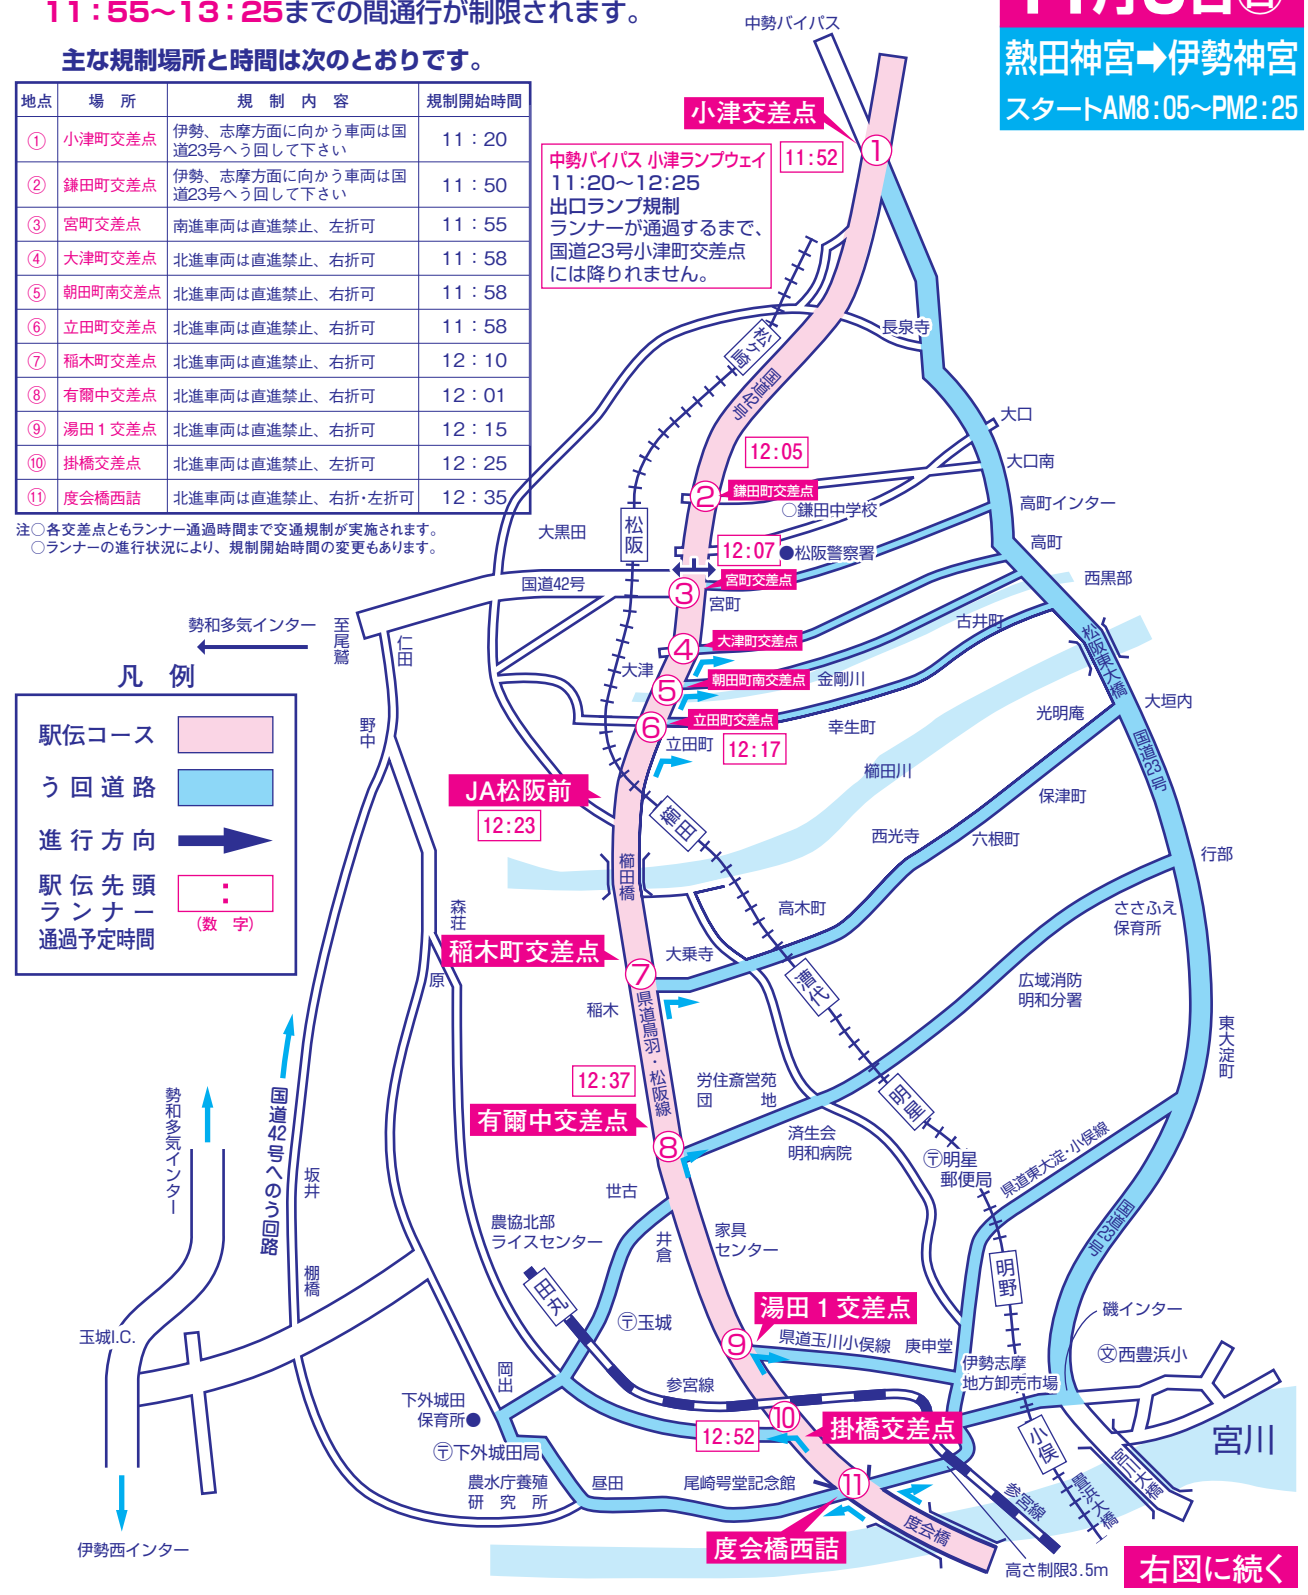 11：55～13：25までの間通行が制限されます。
主な規制場所と時間は次のとおりです。
地点 場 所 規 制 内 容 規制開始時間
① 小津町交差点 伊勢、志摩方面に向かう車両は国
道23号へう回して下さい 11：20
② 鎌田町交差点 伊勢、志摩方面に向かう車両は国
道23号へう回して下さい 11：50
③ 宮町交差点 南進車両は直進禁止、左折可 11：55
④ 大津町交差点 北進車両は直進禁止、右折可 11：58
⑤ 朝田町南交差点 北進車両は直進禁止、右折可 11：58
⑥ 立田町交差点 北進車両は直進禁止、右折可 11：58
⑦ 稲木町交差点 北進車両は直進禁止、右折可 12：10
⑧ 有爾中交差点 北進車両は直進禁止、右折可 12：01
⑨ 湯田１交差点 北進車両は直進禁止、右折可 12：15
⑩ 掛橋交差点 北進車両は直進禁止、左折可 12：25
⑪ 度会橋西詰 北進車両は直進禁止、右折・左折可 12：35
注○各交差点ともランナー通過時間まで交通規制が実施されます。
○ランナーの進行状況により、規制開始時間の変更もあります。
熱田神宮➡伊勢神宮
スタートAM8：05～PM2：25
中勢バイパス
小津交差点
①
11:52
中勢バイパス 小津ランプウェイ
11：20～12：25
出口ランプ規制
ランナーが通過するまで、
国道23号小津町交差点
には降りれません。
長泉寺
松ヶ崎
国道42号
大口
12:05
大口南
②
鎌田町交差点
○鎌田中学校
高町インター
大黒田
松阪
12:07
●松阪警察署
高町
国道42号
宮町交差点
③
宮町
西黒部
古井町
勢和多気インター
至尾鷲
仁田
大津町交差点
④
大津
松阪東大橋
朝田町南交差点
⑤
金剛川
大垣内
光明庵
立田町交差点
⑥
立田町
12:17
幸生町
国道23号
野中
櫛田川
JA松阪前
12:23
櫛田
保津町
西光寺
六根町
行部
櫛田橋
凡 例
駅伝コース
う回道路
進行方向
駅伝先頭
ランナー
通過予定時間
：
(数 字)
森荘
高木町
ささふえ
保育所
稲木町交差点
大乗寺
⑦
原
漕代
広域消防
明和分署
稲木
県道鳥羽・松阪線
東大淀町
12:37
労住斎営苑
団 地
有爾中交差点
明星
⑧
済生会
明和病院
〒明星
郵便局
県道東大淀・小俣線
国道42号へのう回路
勢和多気インター
坂井
世古
国道23号
農協北部
ライスセンター
井倉
家具
センター
棚橋
田丸
明野
湯田１交差点
〒玉城
磯インター
玉城I.C.
⑨
県道玉川小俣線
庚申堂
文西豊浜小
伊勢志摩
地方卸売市場
岡出
参宮線
下外城田
保育所●
⑩
掛橋交差点
12:52
宮川
小俣
宮川大橋
〒下外城田局
農水庁養殖
研 究 所
昼田
尾崎咢堂記念館
⑪
豊浜大橋
参宮線
度会橋
度会橋西詰
伊勢西インター
高さ制限3.5m
右図に続く